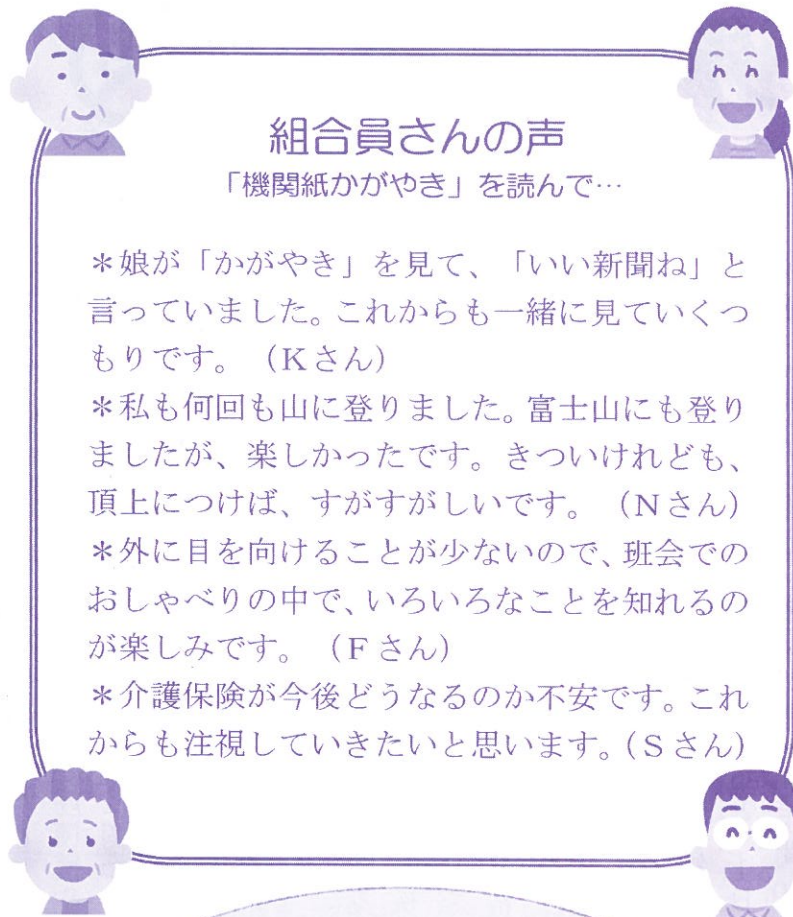 組合員さんの声
「機関紙かがやき」を読んで…
＊娘が「かがやき」を見て、「いい新聞ね」と
言っていました。これからも一緒に見ていくつ
もりです。（Kさん）
＊私も何回も山に登りました。富士山にも登り
ましたが、楽しかったです。きついけれども、
頂上につけば、すがすがしいです。（Nさん）
＊外に目を向けることが少ないので、班会での
おしゃべりの中で、いろいろなことを知れるの
が楽しみです。（Fさん）
＊介護保険が今後どうなるのか不安です。これ
からも注視していきたいと思います。（Sさん）